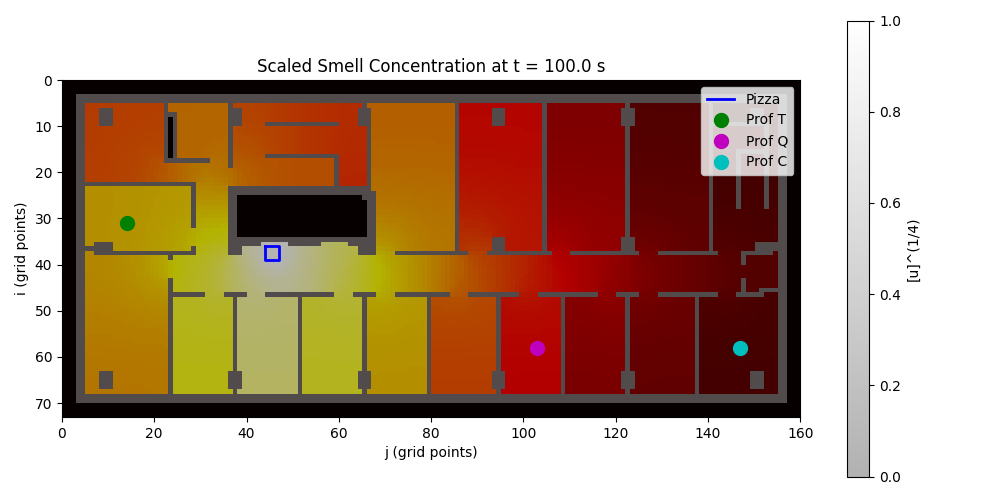 Scaled Smell Concentration at t = 100.0 s
Pizza
Prof T
Prof Q
Prof C
0
10
20
30
40
50
60
70
i (grid points)
0
20
40
60
80
100
120
140
160
j (grid points)
1.0
0.8
0.6
0.4
0.2
0.0
[u]^(1/4)